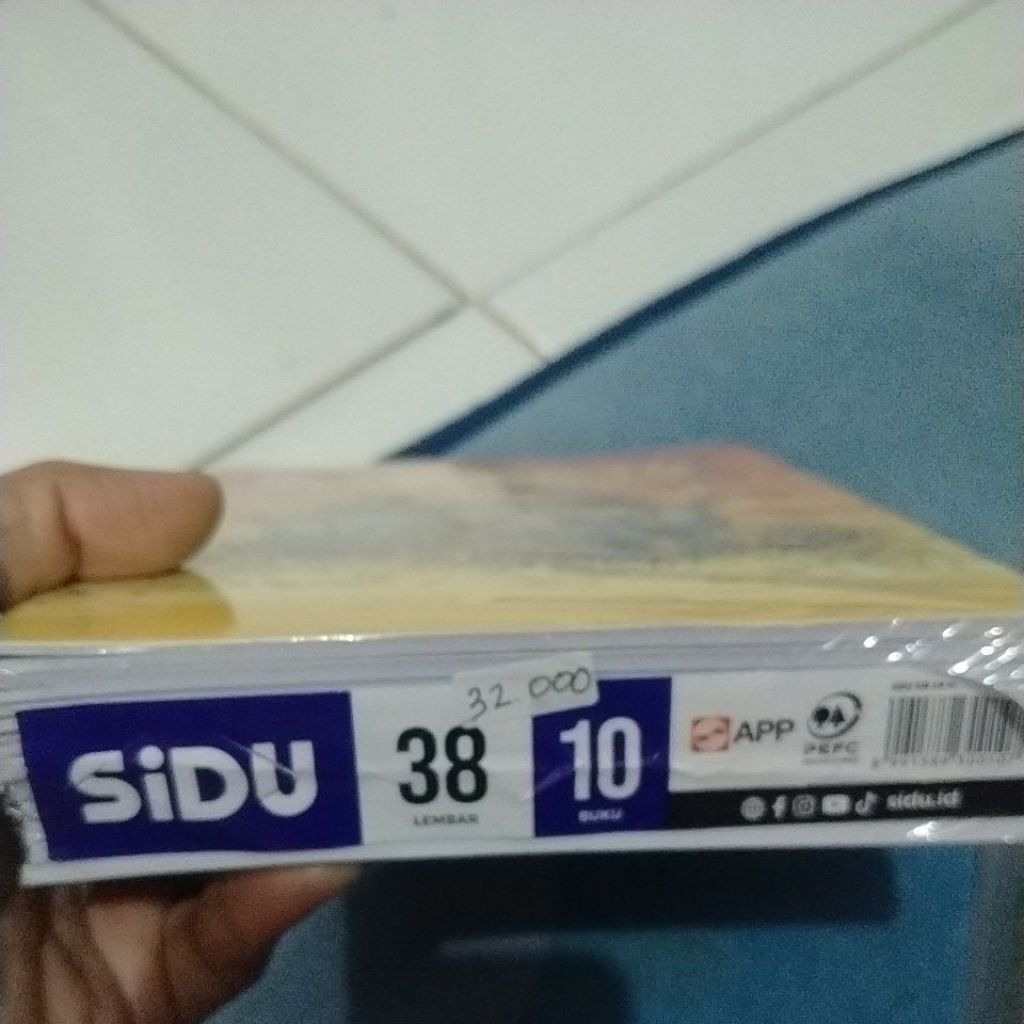 32.000
SiDU
38
LEMBAR
10
BUKU
APP
PEFC
sidu.id